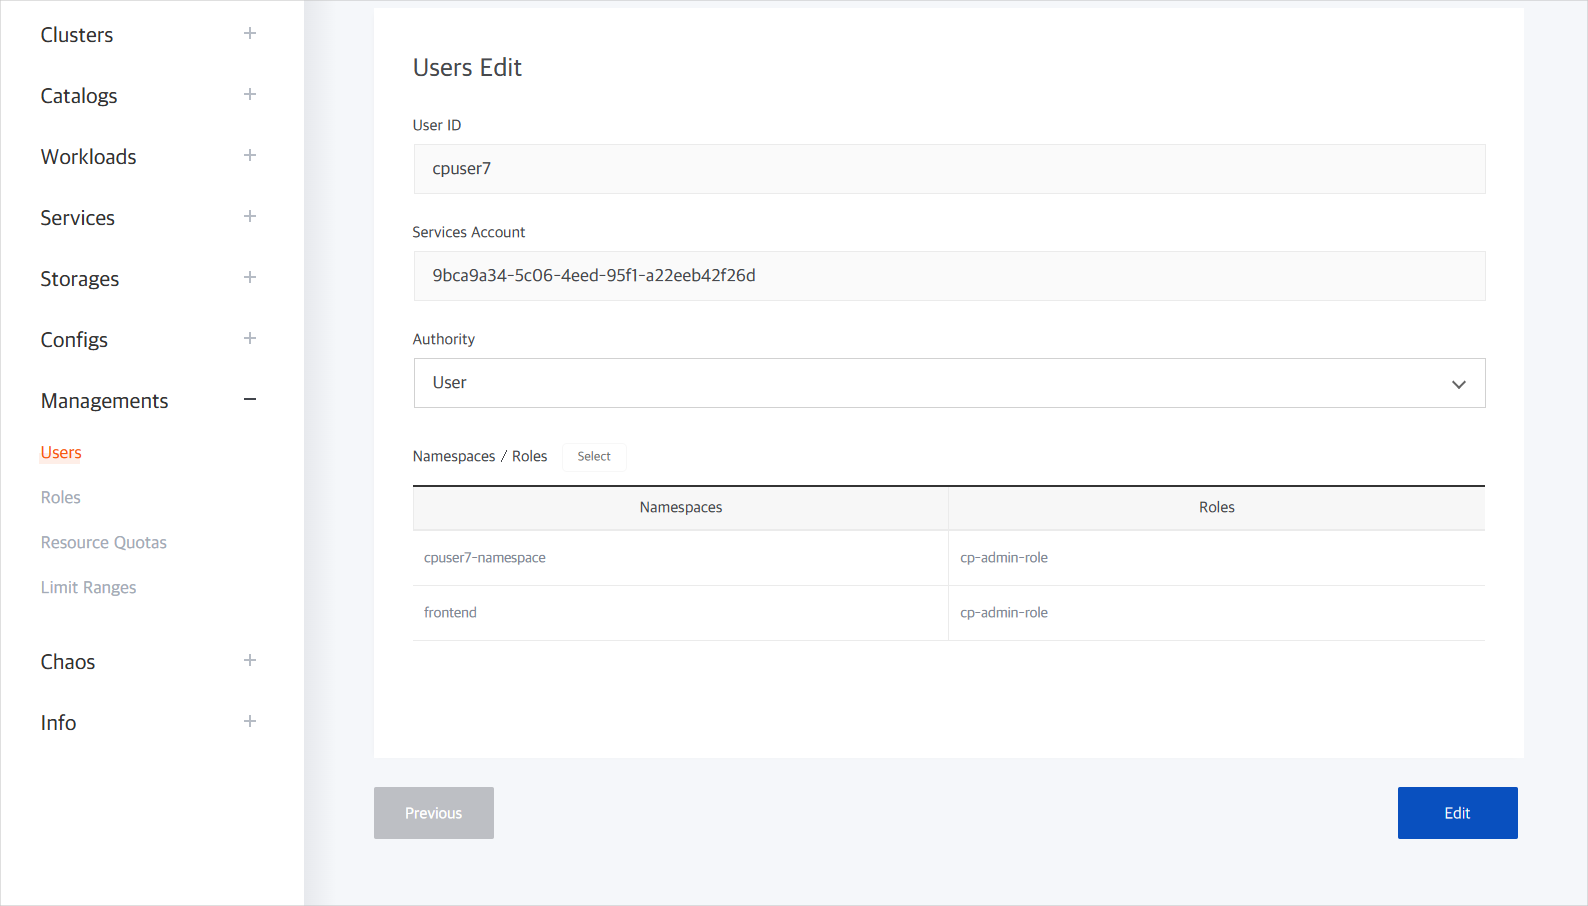 Clusters
Catalogs
Workloads
Services
Storages
Configs
Managements
Users
Roles
Resource Quotas
Limit Ranges
Chaos
Info
Users Edit
User ID
cpuser7
Services Account
9bca9a34-5c06-4eed-95f1-a22eeb42f26d
Authority
User
Namespaces / Roles Select
Namespaces Roles
cpuser7-namespace cp-admin-role
frontend cp-admin-role
Previous Edit